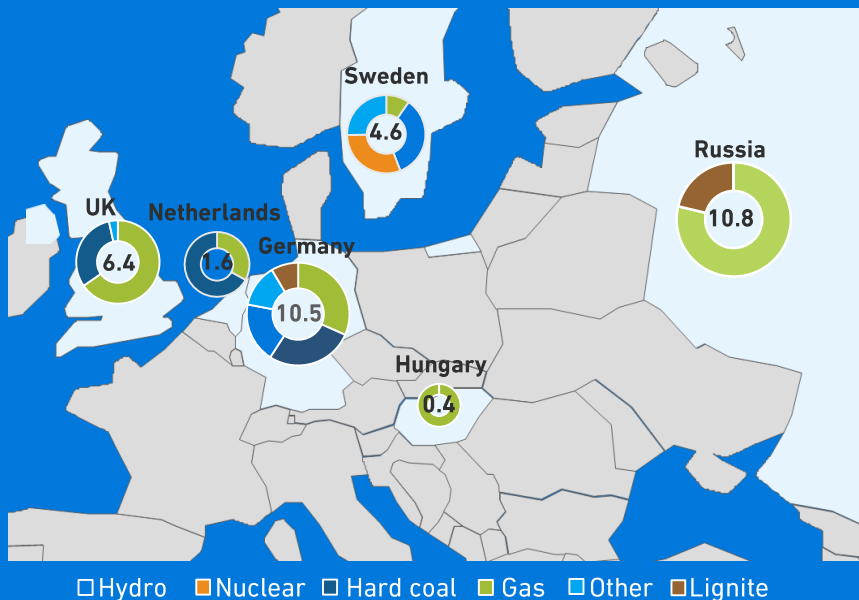 Sweden
4.6
Russia
10.8
UK
6.4
Netherlands
1.6
Germany
10.5
Hungary
0.4
Hydro Nuclear Hard coal Gas Other Lignite